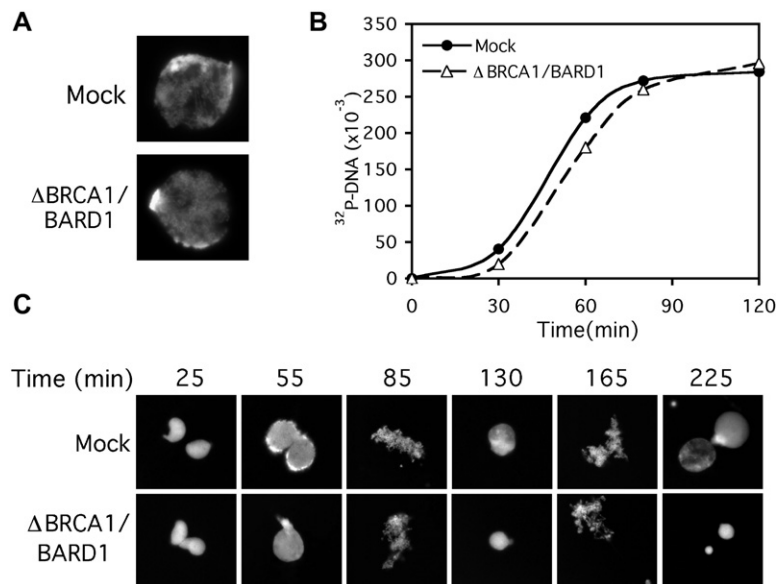 A
Mock
ΔBRCA1/
BARD1
B
350
300
250
200
150
100
50
0
³²P-DNA (x10⁻³)
Mock
ΔBRCA1/BARD1
0 30 60 90 120
Time(min)
C
Time (min) 25 55 85 130 165 225
Mock
ΔBRCA1/
BARD1